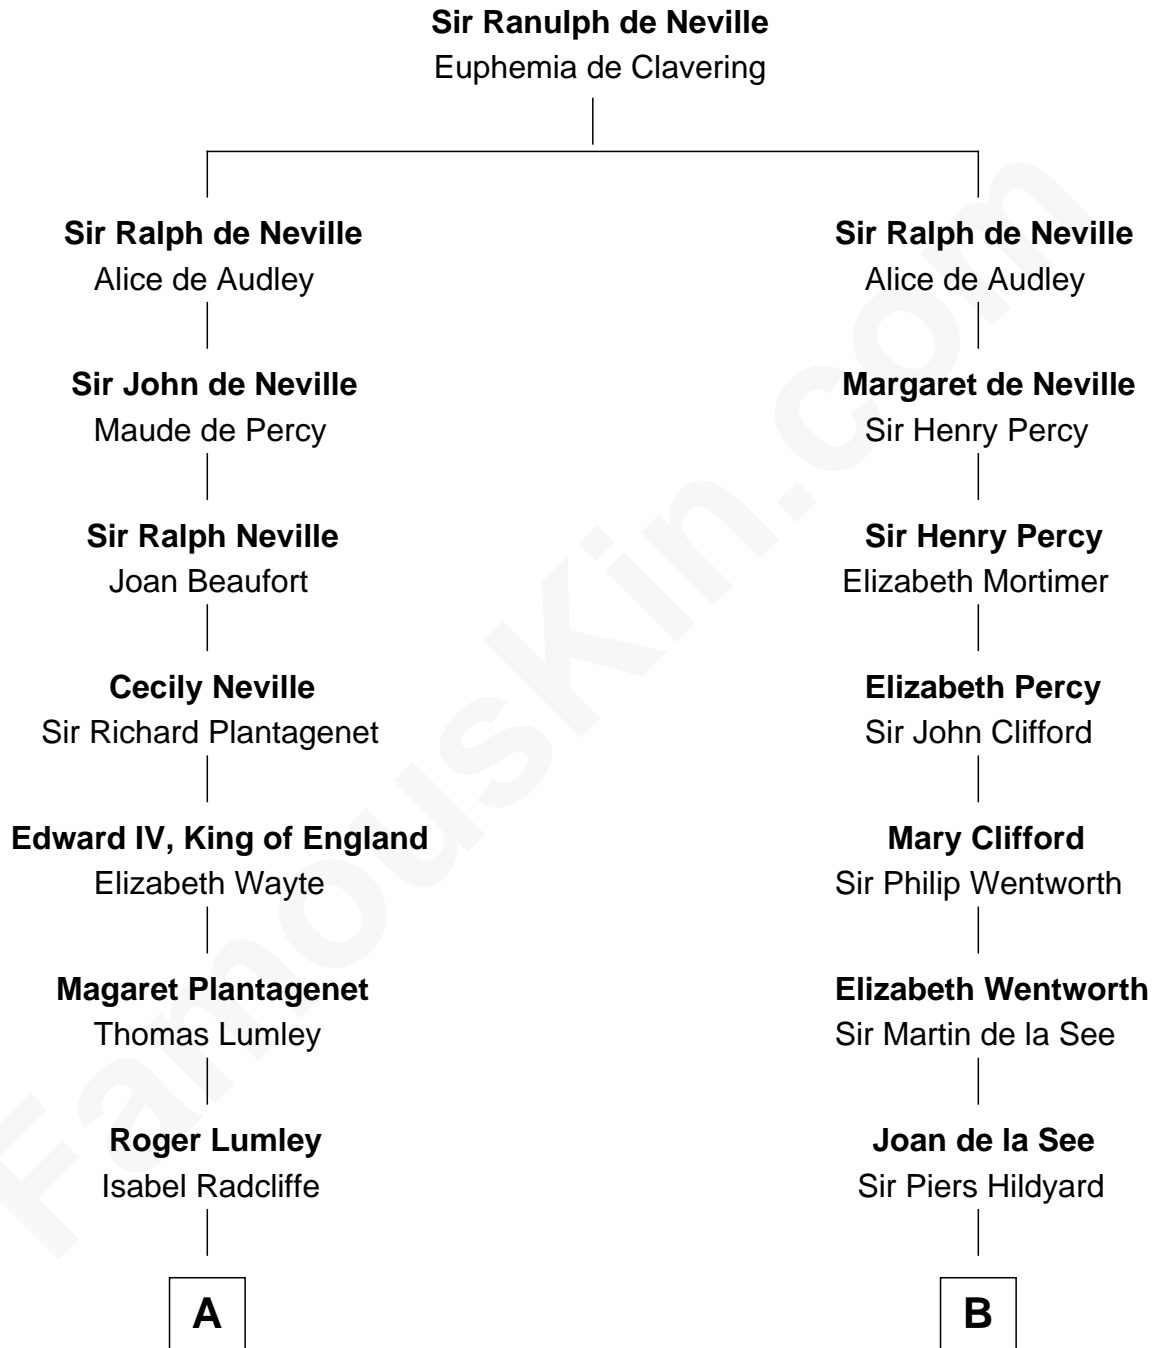 Sir Ranulph de Neville
Euphemia de Clavering
Sir Ralph de Neville
Alice de Audley
Sir John de Neville
Maude de Percy
Sir Ralph Neville
Joan Beaufort
Cecily Neville
Sir Richard Plantagenet
Edward IV, King of England
Elizabeth Wayte
Magaret Plantagenet
Thomas Lumley
Roger Lumley
Isabel Radcliffe
A
Sir Ralph de Neville
Alice de Audley
Margaret de Neville
Sir Henry Percy
Sir Henry Percy
Elizabeth Mortimer
Elizabeth Percy
Sir John Clifford
Mary Clifford
Sir Philip Wentworth
Elizabeth Wentworth
Sir Martin de la See
Joan de la See
Sir Piers Hildyard
B
FamousKin.com